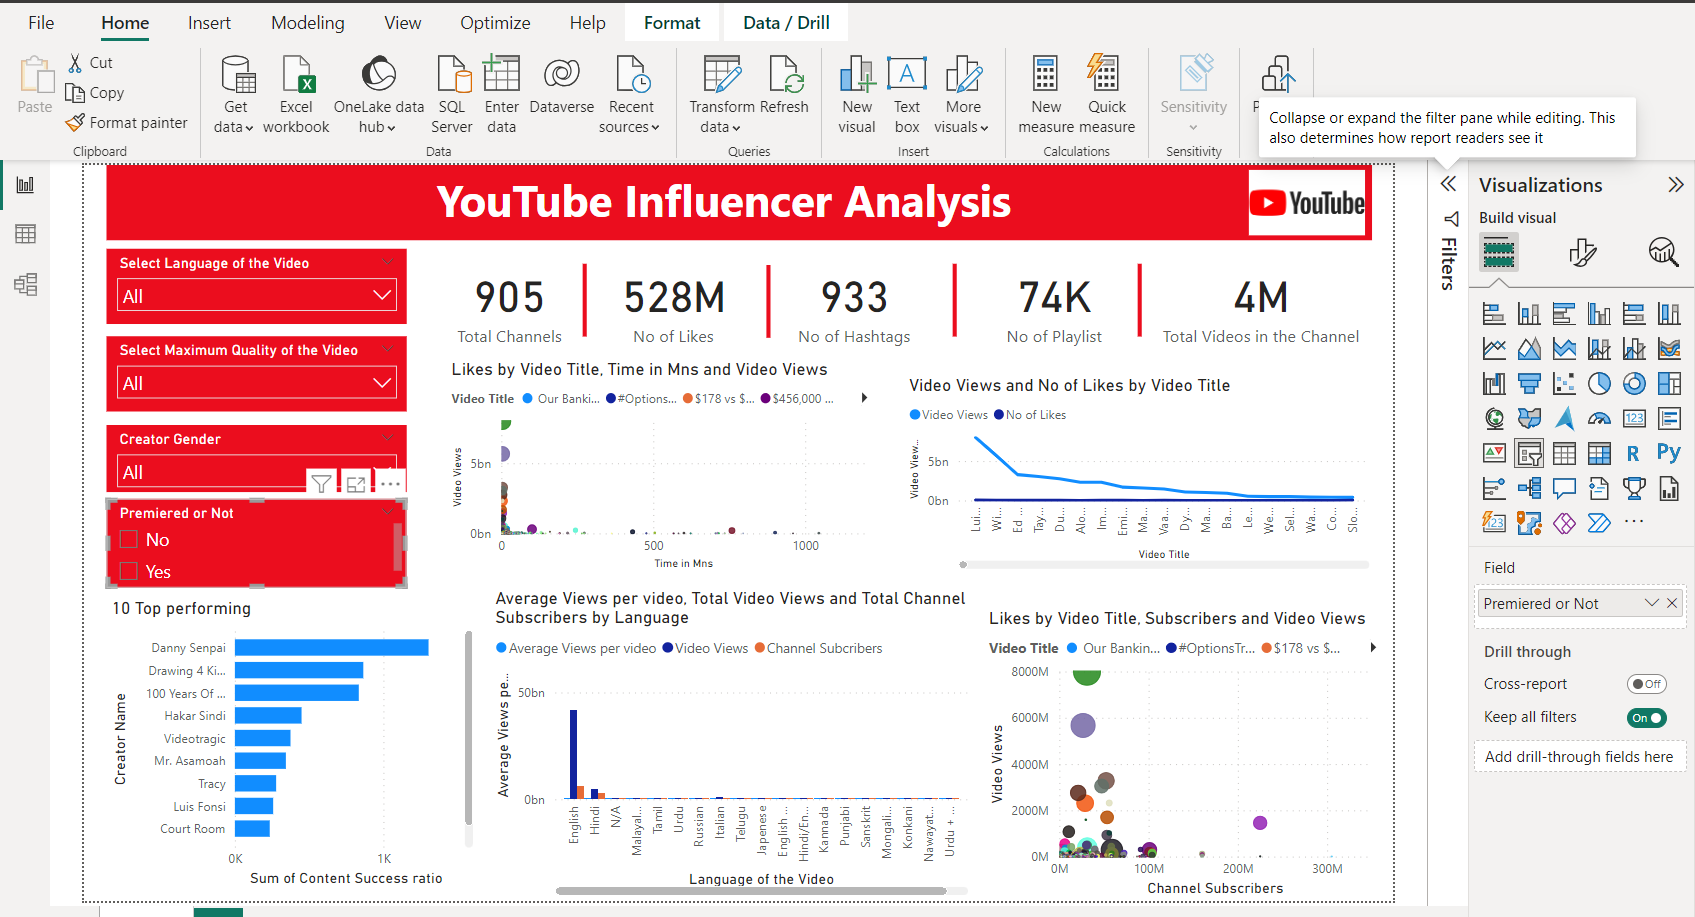 File Home Insert Modeling View Optimize Help Format Data / Drill
Paste
Cut
Copy
Format painter
Clipboard
Get data
Excel workbook
OneLake data hub
SQL Server
Enter data
Dataverse
Recent sources
Data
Transform data
Refresh
Queries
New visual
Text box
More visuals
Insert
New measure
Quick measure
Calculations
Sensitivity
Sensitivity
Collapse or expand the filter pane while editing. This
also determines how report readers see it
YouTube Influencer Analysis
YouTube
Select Language of the Video
All
Select Maximum Quality of the Video
All
Creator Gender
All
Premiered or Not
No
Yes
905
Total Channels
528M
No of Likes
933
No of Hashtags
74K
No of Playlist
4M
Total Videos in the Channel
Likes by Video Title, Time in Mns and Video Views
Video Title Our Banki... #Options... $178 vs $... $456,000 ...
Video Views
5bn
0bn
0 500 1000
Time in Mns
Video Views and No of Likes by Video Title
Video Views No of Likes
Video View...
5bn
0bn
Lui...
Wi...
Ed ...
Tay...
Du...
Alo...
Im...
Emi...
Ma...
Vaa...
Dy...
Ma...
Ba...
Le...
We...
Sel...
Wa...
Co...
Slo...
Video Title
10 Top performing
Creator Name
Danny Senpai
Drawing 4 Ki...
100 Years Of ...
Hakar Sindi
Videotragic
Mr. Asamoah
Tracy
Luis Fonsi
Court Room
0K 1K
Sum of Content Success ratio
Average Views per video, Total Video Views and Total Channel
Subscribers by Language
Average Views per video Video Views Channel Subcribers
Average Views pe...
50bn
0bn
English
Hindi
N/A
Malayal...
Tamil
Urdu
Russian
Italian
Telugu
Japenese
English ...
Hindi/En...
Kannada
Punjabi
Sanskrit
Mongali...
Konkani
Nawayat...
Urdu + ...
Language of the Video
Likes by Video Title, Subscribers and Video Views
Video Title Our Bankin... #OptionsTr... $178 vs $...
Video Views
8000M
6000M
4000M
2000M
0M
0M 100M 200M 300M
Channel Subscribers
Filters
Visualizations
Build visual
123
R
Py
123
Field
Premiered or Not
Drill through
Cross-report Off
Keep all filters On
Add drill-through fields here